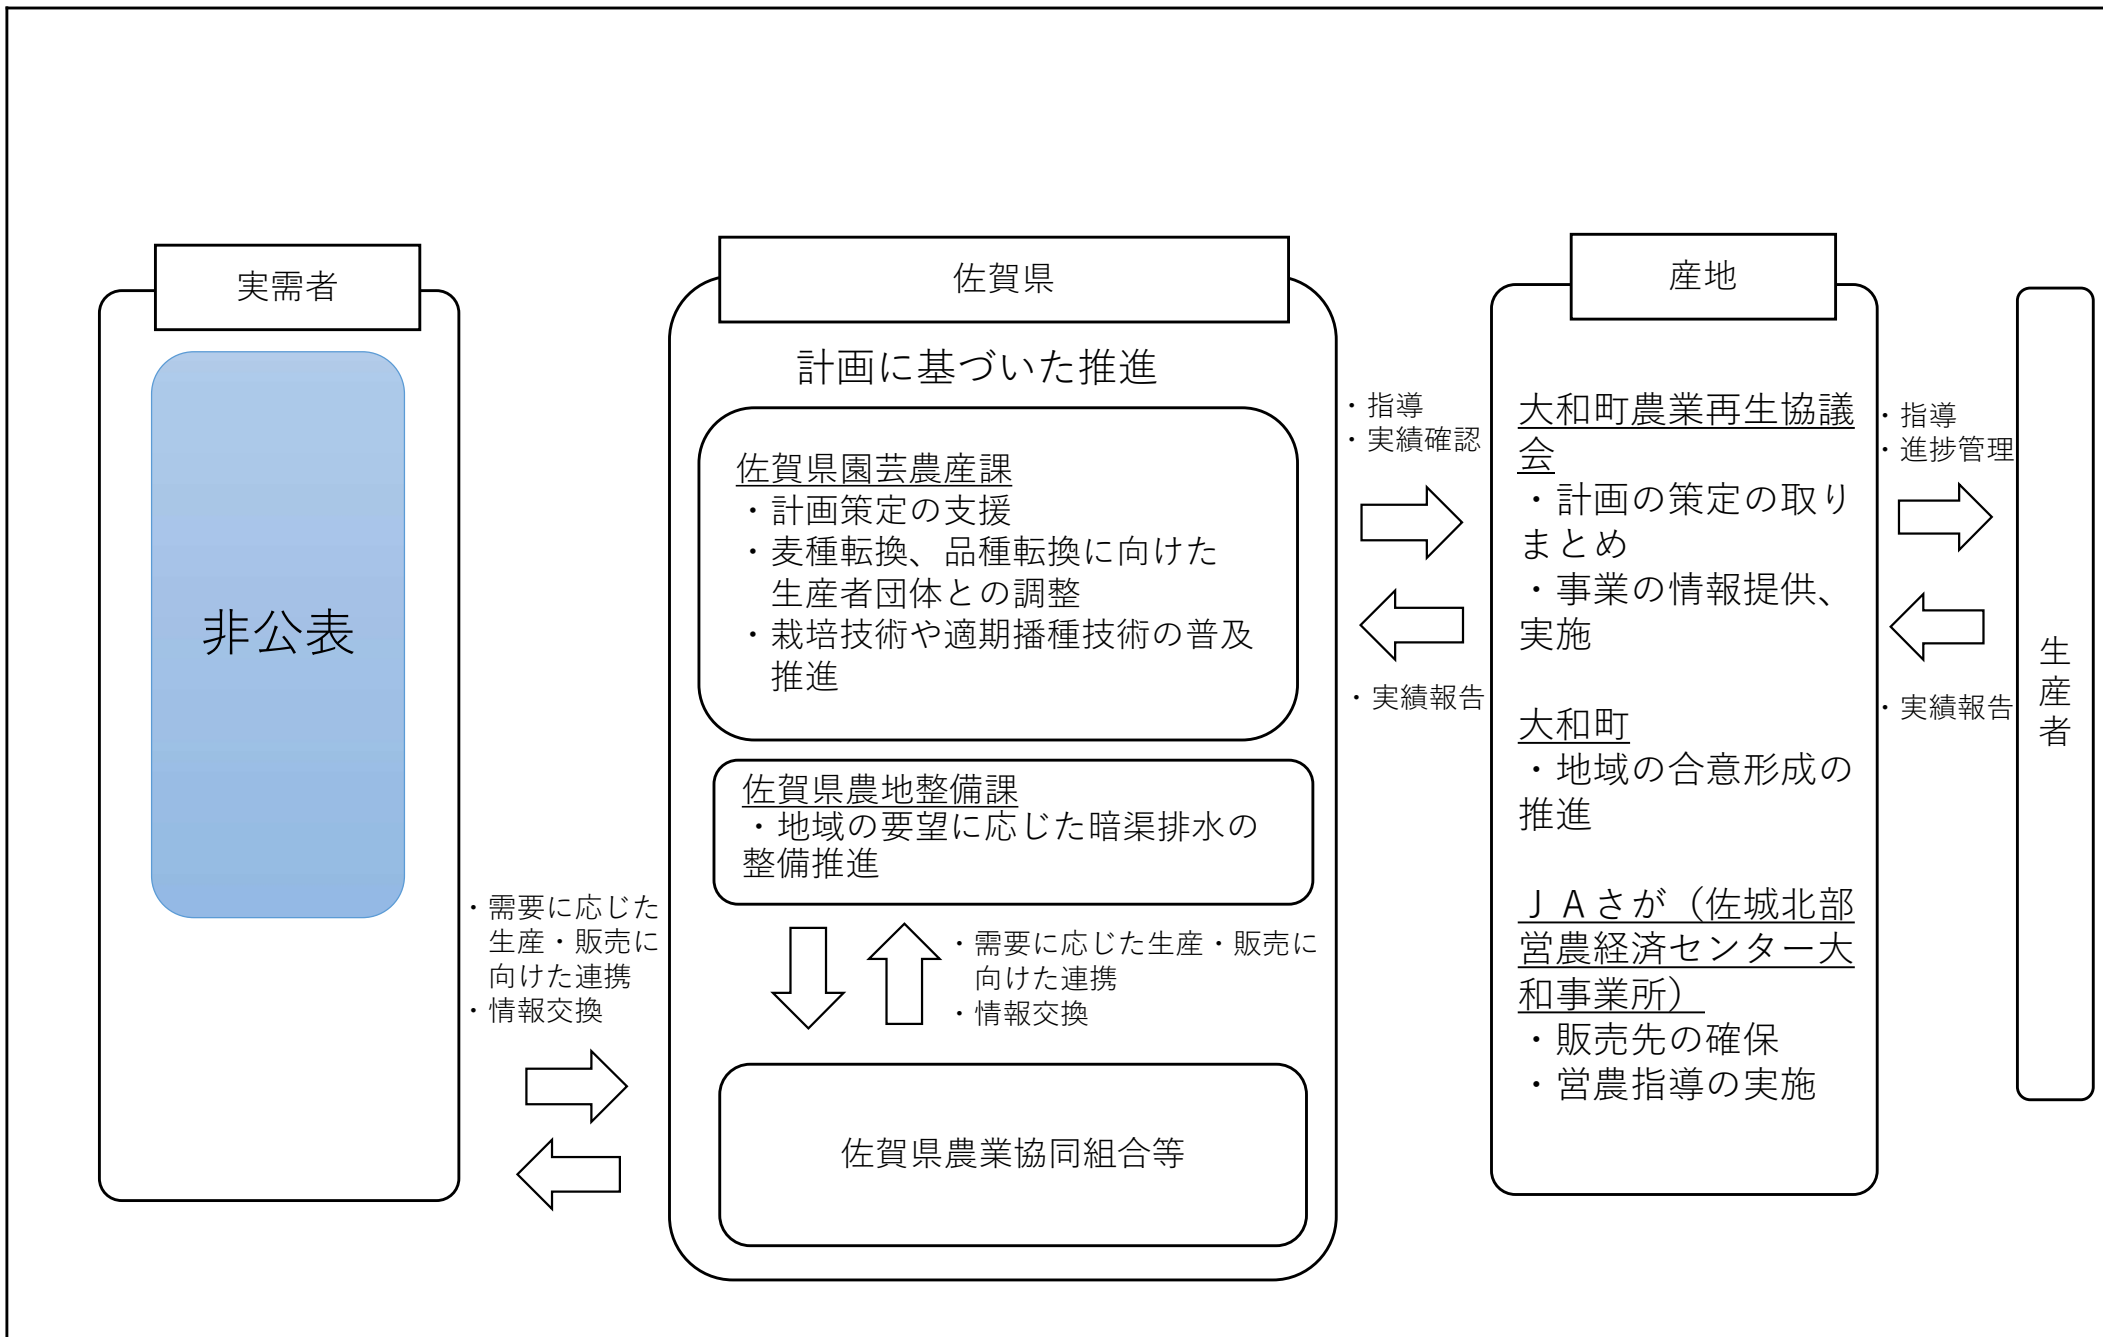 実需者
非公表
・需要に応じた
生産・販売に
向けた連携
・情報交換
佐賀県
計画に基づいた推進
佐賀県園芸農産課
・計画策定の支援
・麦種転換、品種転換に向けた
生産者団体との調整
・栽培技術や適期播種技術の普及
推進
佐賀県農地整備課
・地域の要望に応じた暗渠排水の
整備推進
・需要に応じた生産・販売に
向けた連携
・情報交換
佐賀県農業協同組合等
・指導
・実績確認
・実績報告
産地
大和町農業再生協議
会
・計画の策定の取り
まとめ
・事業の情報提供、
実施
大和町
・地域の合意形成の
推進
ＪＡさが（佐城北部
営農経済センター大
和事業所）
・販売先の確保
・営農指導の実施
・指導
・進捗管理
・実績報告
生産者